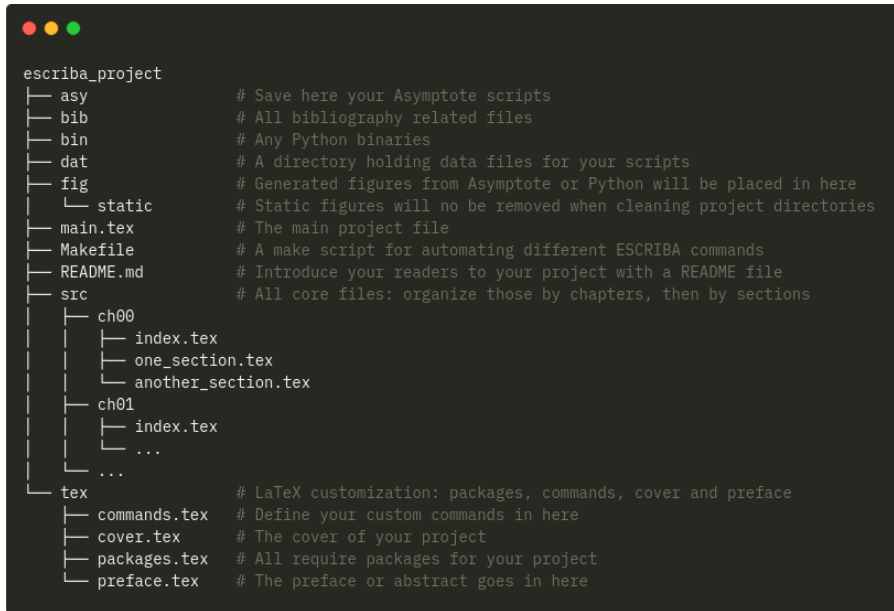 escriba_project
├── asy                # Save here your Asymptote scripts
├── bib                # All bibliography related files
├── bin                # Any Python binaries
├── dat                # A directory holding data files for your scripts
├── fig                # Generated figures from Asymptote or Python will be placed in here
│   └── static         # Static figures will no be removed when cleaning project directories
├── main.tex           # The main project file
├── Makefile           # A make script for automating different ESCRIBA commands
├── README.md          # Introduce your readers to your project with a README file
├── src                # All core files: organize those by chapters, then by sections
│   ├── ch00
│   │   ├── index.tex
│   │   ├── one_section.tex
│   │   └── another_section.tex
│   ├── ch01
│   │   ├── index.tex
│   │   └── ...
│   └── ...
└── tex                # LaTeX customization: packages, commands, cover and preface
    ├── commands.tex   # Define your custom commands in here
    ├── cover.tex      # The cover of your project
    ├── packages.tex   # All require packages for your project
    └── preface.tex    # The preface or abstract goes in here